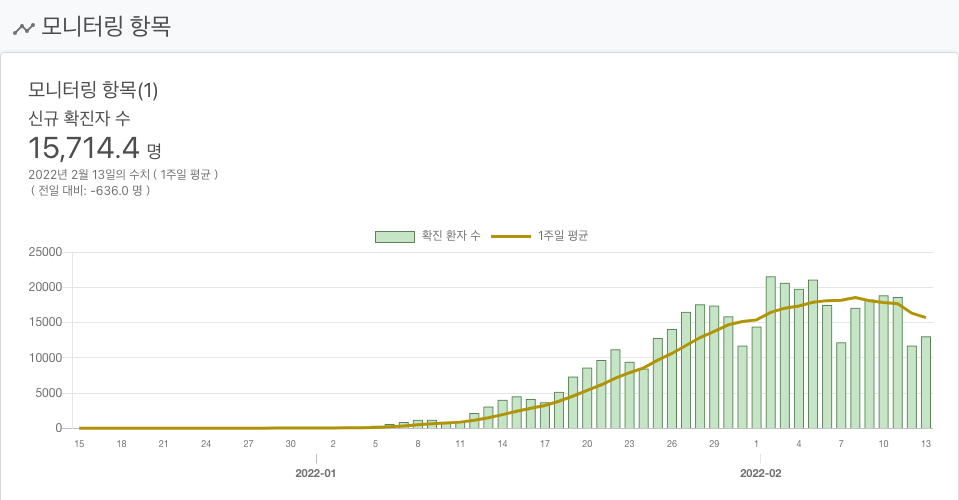 모니터링 항목
모니터링 항목(1)
신규 확진자 수
15,714.4 명
2022년 2월 13일의 수치 ( 1주일 평균 )
( 전일 대비: -636.0 명 )
확진 환자 수 1주일 평균
25000
20000
15000
10000
5000
0
15 18 21 24 27 30 2 5 8 11 14 17 20 23 26 29 1 4 7 10 13
2022-01 2022-02